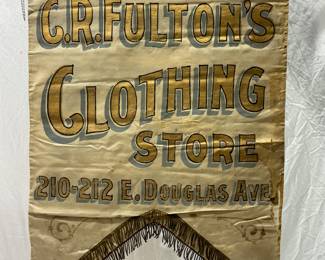 C.R. FULTON'S
CLOTHING
STORE
210-212 E. DOUGLAS AVE.